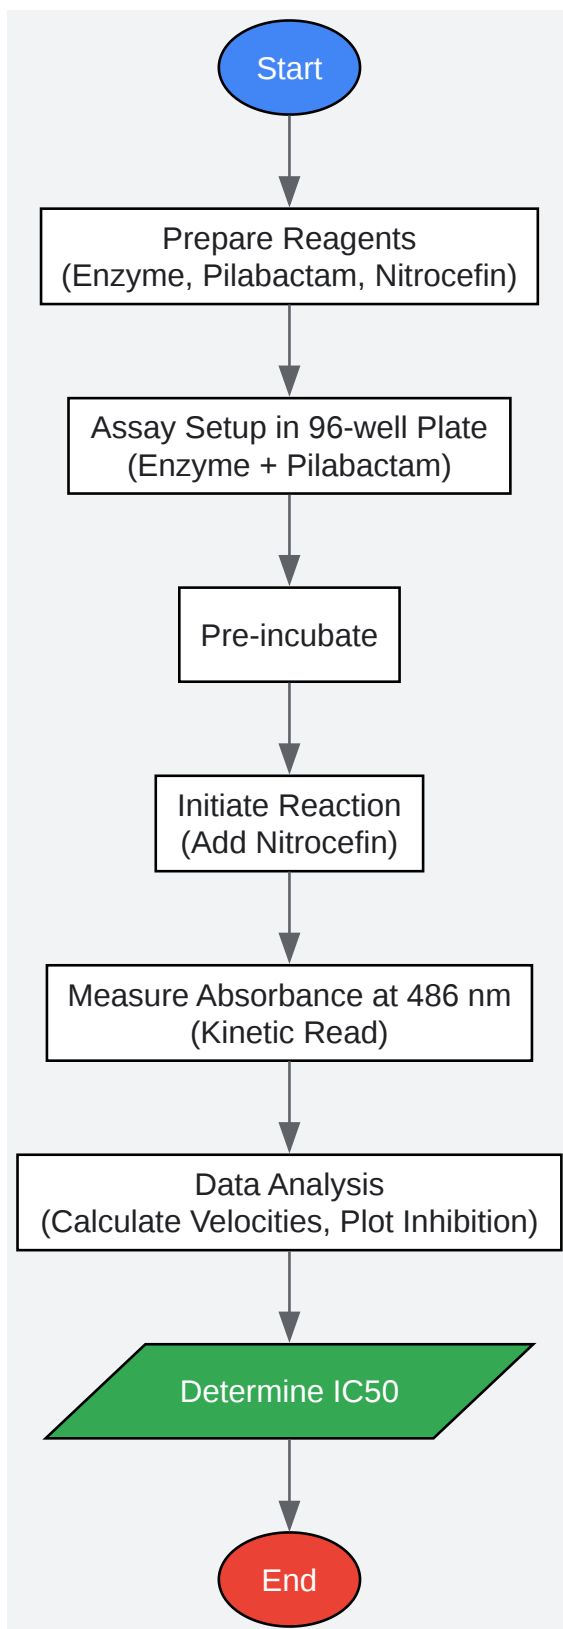 Start
Prepare Reagents
(Enzyme, Pilabactam, Nitrocefin)
Assay Setup in 96-well Plate
(Enzyme + Pilabactam)
Pre-incubate
Initiate Reaction
(Add Nitrocefin)
Measure Absorbance at 486 nm
(Kinetic Read)
Data Analysis
(Calculate Velocities, Plot Inhibition)
Determine IC50
End